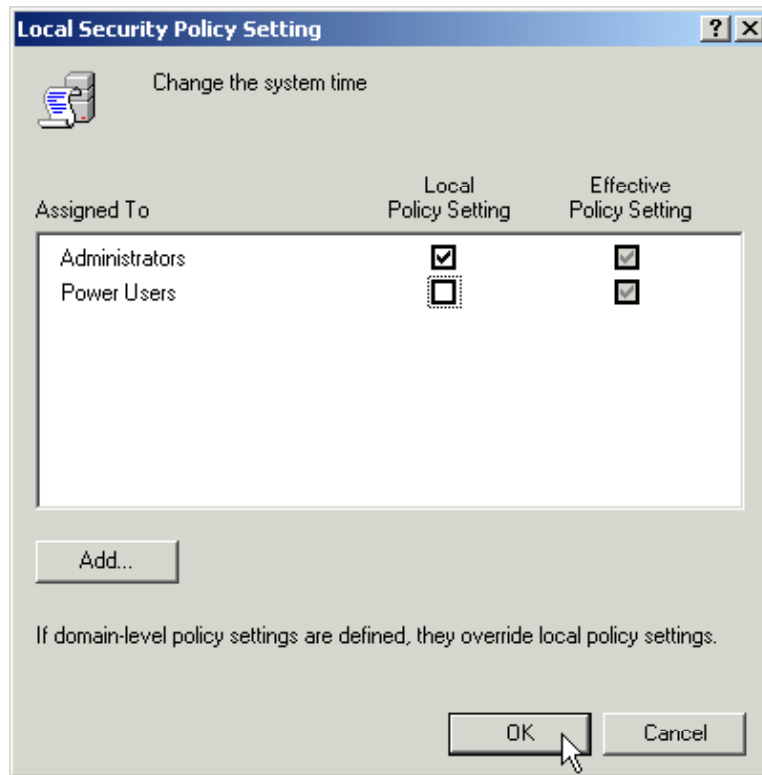 Local Security Policy Setting
Change the system time
Assigned To
Local Policy Setting
Effective Policy Setting
Administrators
Power Users
Add...
If domain-level policy settings are defined, they override local policy settings.
OK
Cancel